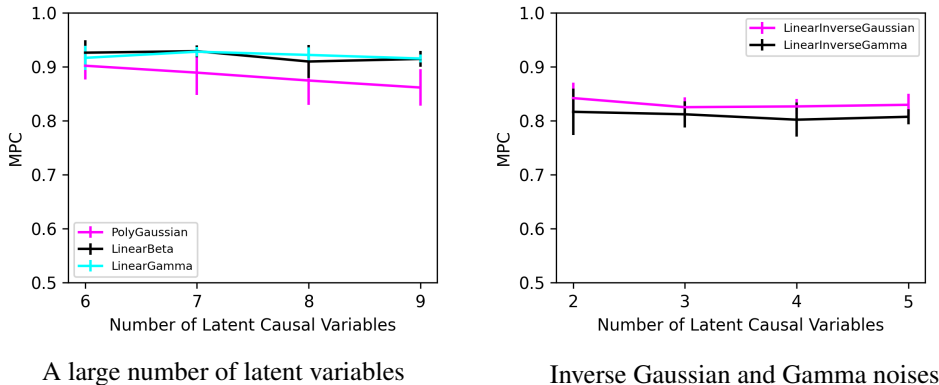 1.0
0.9
0.8
0.7
0.6
0.5
MPC
PolyGaussian
LinearBeta
LinearGamma
6 7 8 9
Number of Latent Causal Variables
A large number of latent variables
1.0
0.9
0.8
0.7
0.6
0.5
MPC
LinearInverseGaussian
LinearInverseGamma
2 3 4 5
Number of Latent Causal Variables
Inverse Gaussian and Gamma noises